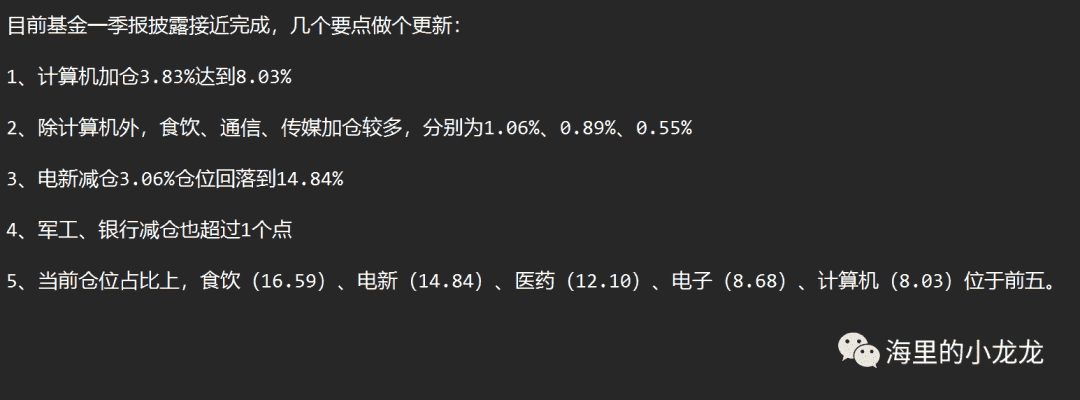 目前基金一季报披露接近完成，几个要点做个更新：
1、计算机加仓3.83%达到8.03%
2、除计算机外，食饮、通信、传媒加仓较多，分别为1.06%、0.89%、0.55%
3、电新减仓3.06%仓位回落到14.84%
4、军工、银行减仓也超过1个点
5、当前仓位占比上，食饮（16.59）、电新（14.84）、医药（12.10）、电子（8.68）、计算机（8.03）位于前五。
海里的小龙龙